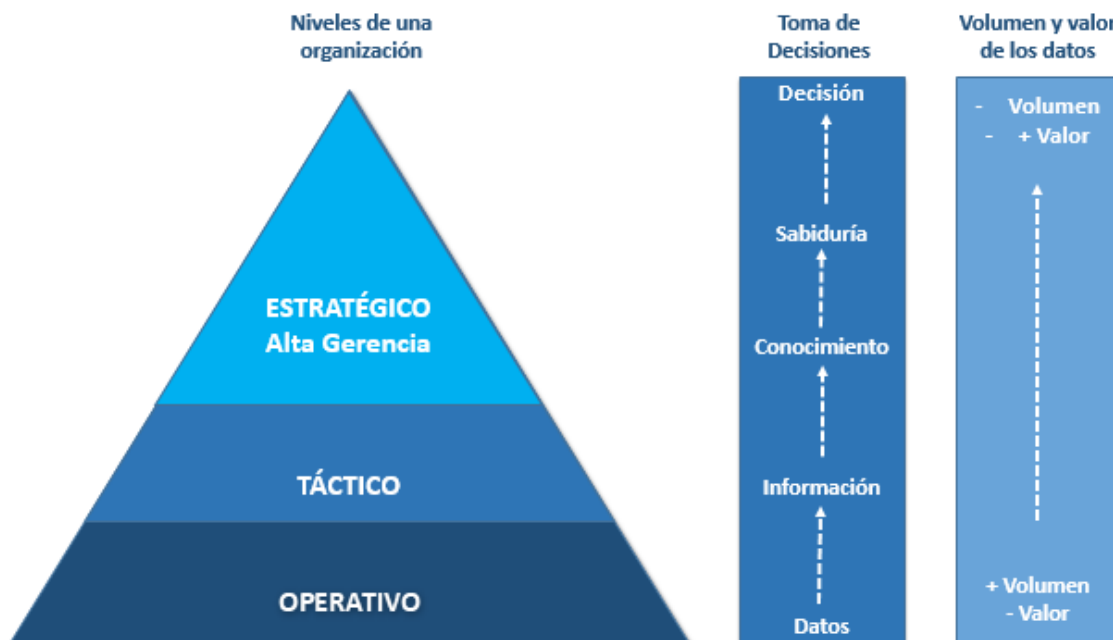 Niveles de una
organización
ESTRATÉGICO
Alta Gerencia
TÁCTICO
OPERATIVO
Toma de
Decisiones
Decisión
Sabiduría
Conocimiento
Información
Datos
Volumen y valor
de los datos
- Volumen
- + Valor
+ Volumen
- Valor